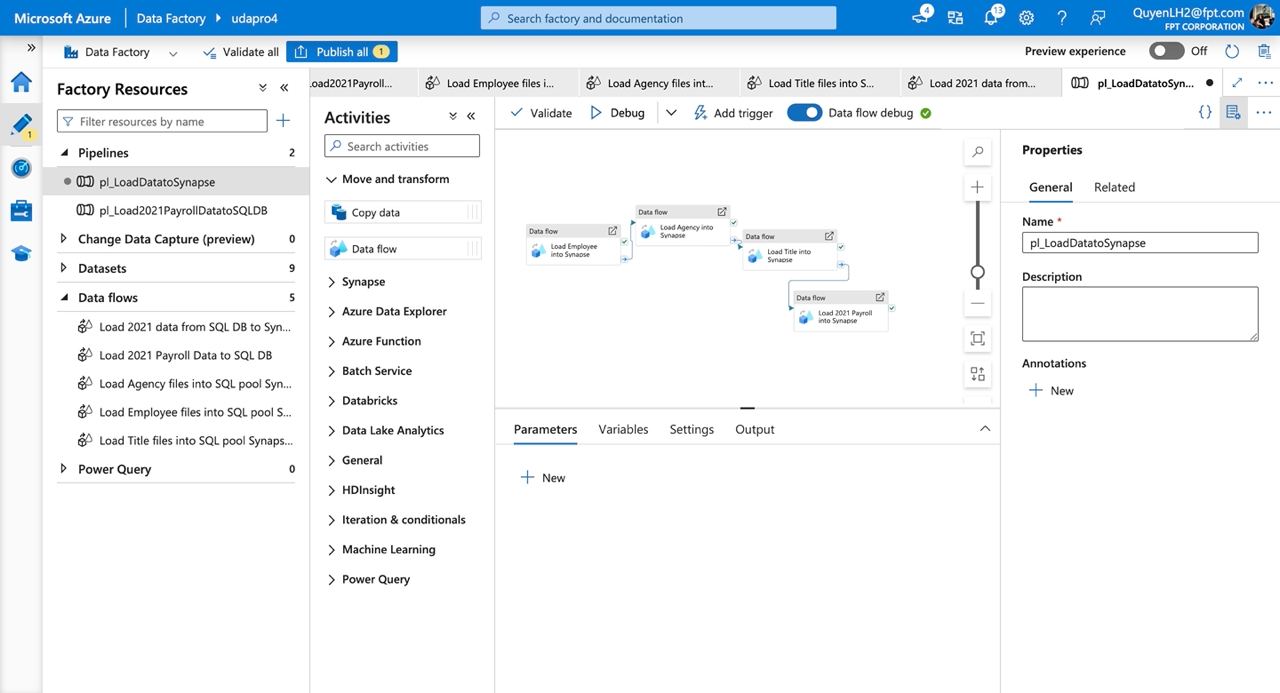 Microsoft Azure
Data Factory
udapro4
Search factory and documentation
4
13
QuyenLH2@fpt.com
FPT CORPORATION
Data Factory
Validate all
Publish all
1
Preview experience
Off
1
Factory Resources
Filter resources by name
Pipelines
2
pl_LoadDatatoSynapse
pl_Load2021PayrollDatatoSQLDB
Change Data Capture (preview)
0
Datasets
9
Data flows
5
Load 2021 data from SQL DB to Syn...
Load 2021 Payroll Data to SQL DB
Load Agency files into SQL pool Syn...
Load Employee files into SQL pool S...
Load Title files into SQL pool Synaps...
Power Query
0
oad2021Payroll...
Load Employee files i...
Load Agency files int...
Load Title files into S...
Load 2021 data from...
pl_LoadDatatoSyn...
Activities
Search activities
Move and transform
Copy data
Data flow
Synapse
Azure Data Explorer
Azure Function
Batch Service
Databricks
Data Lake Analytics
General
HDInsight
Iteration & conditionals
Machine Learning
Power Query
Validate
Debug
Add trigger
Data flow debug
{}
Data flow
Load Employee
into Synapse
Data flow
Load Agency into
Synapse
Data flow
Load Title into
Synapse
Data flow
Load 2021 Payroll
into Synapse
Parameters
Variables
Settings
Output
New
Properties
General
Related
Name *
pl_LoadDatatoSynapse
Description
Annotations
New